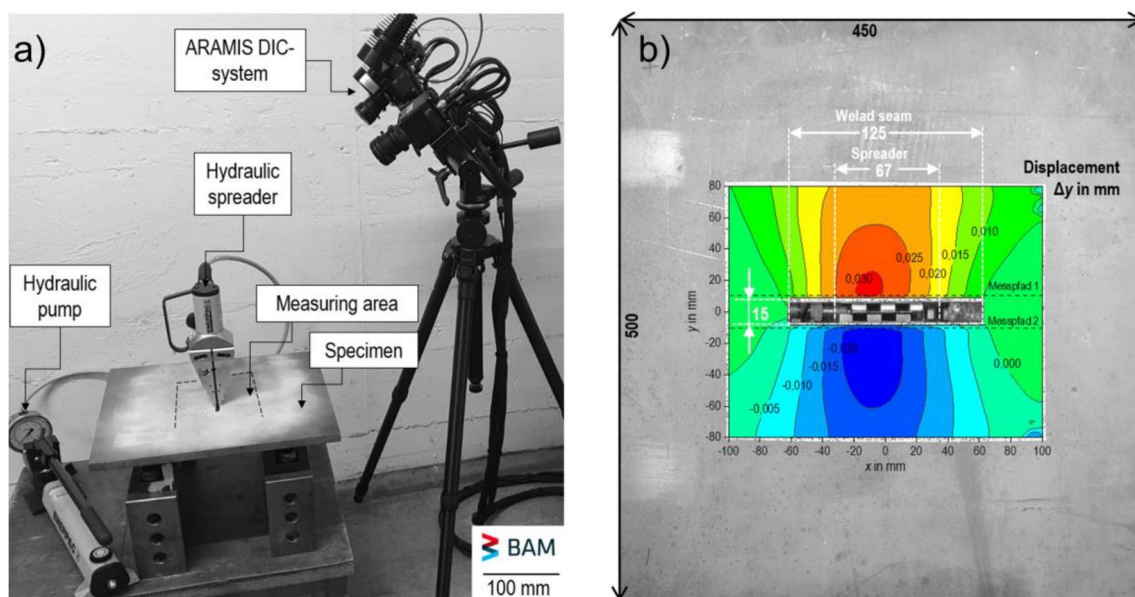 a)
ARAMIS DIC-
system
Hydraulic
spreader
Hydraulic
pump
Measuring area
Specimen
BAM
100 mm
b)
450
500
Welad seam
125
Spreader
67
Displacement
Δy in mm
0,010
0,015
0,020
0,025
0,030
Messpfad 1
15
Messpfad 2
-0,020
-0,015
-0,010
-0,005
0,000
80
60
40
20
0
-20
-40
-60
-80
y in mm
-100 -80 -60 -40 -20 0 20 40 60 80 100
x in mm